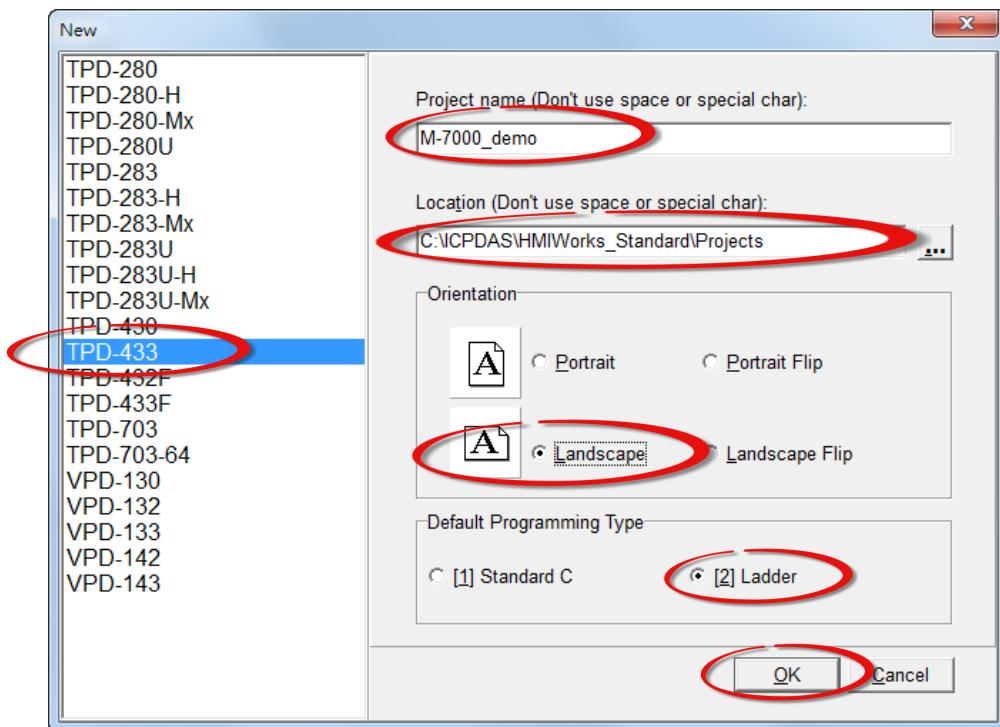 New
TPD-280
TPD-280-H
TPD-280-Mx
TPD-280U
TPD-283
TPD-283-H
TPD-283-Mx
TPD-283U
TPD-283U-H
TPD-283U-Mx
TPD-430
TPD-433
TPD-432F
TPD-433F
TPD-703
TPD-703-64
VPD-130
VPD-132
VPD-133
VPD-142
VPD-143
Project name (Don't use space or special char):
M-7000_demo
Location (Don't use space or special char):
C:\ICPDAS\HMIWorks_Standard\Projects
...
Orientation
A
Portrait
Portrait Flip
A
Landscape
Landscape Flip
Default Programming Type
[1] Standard C
[2] Ladder
OK
Cancel